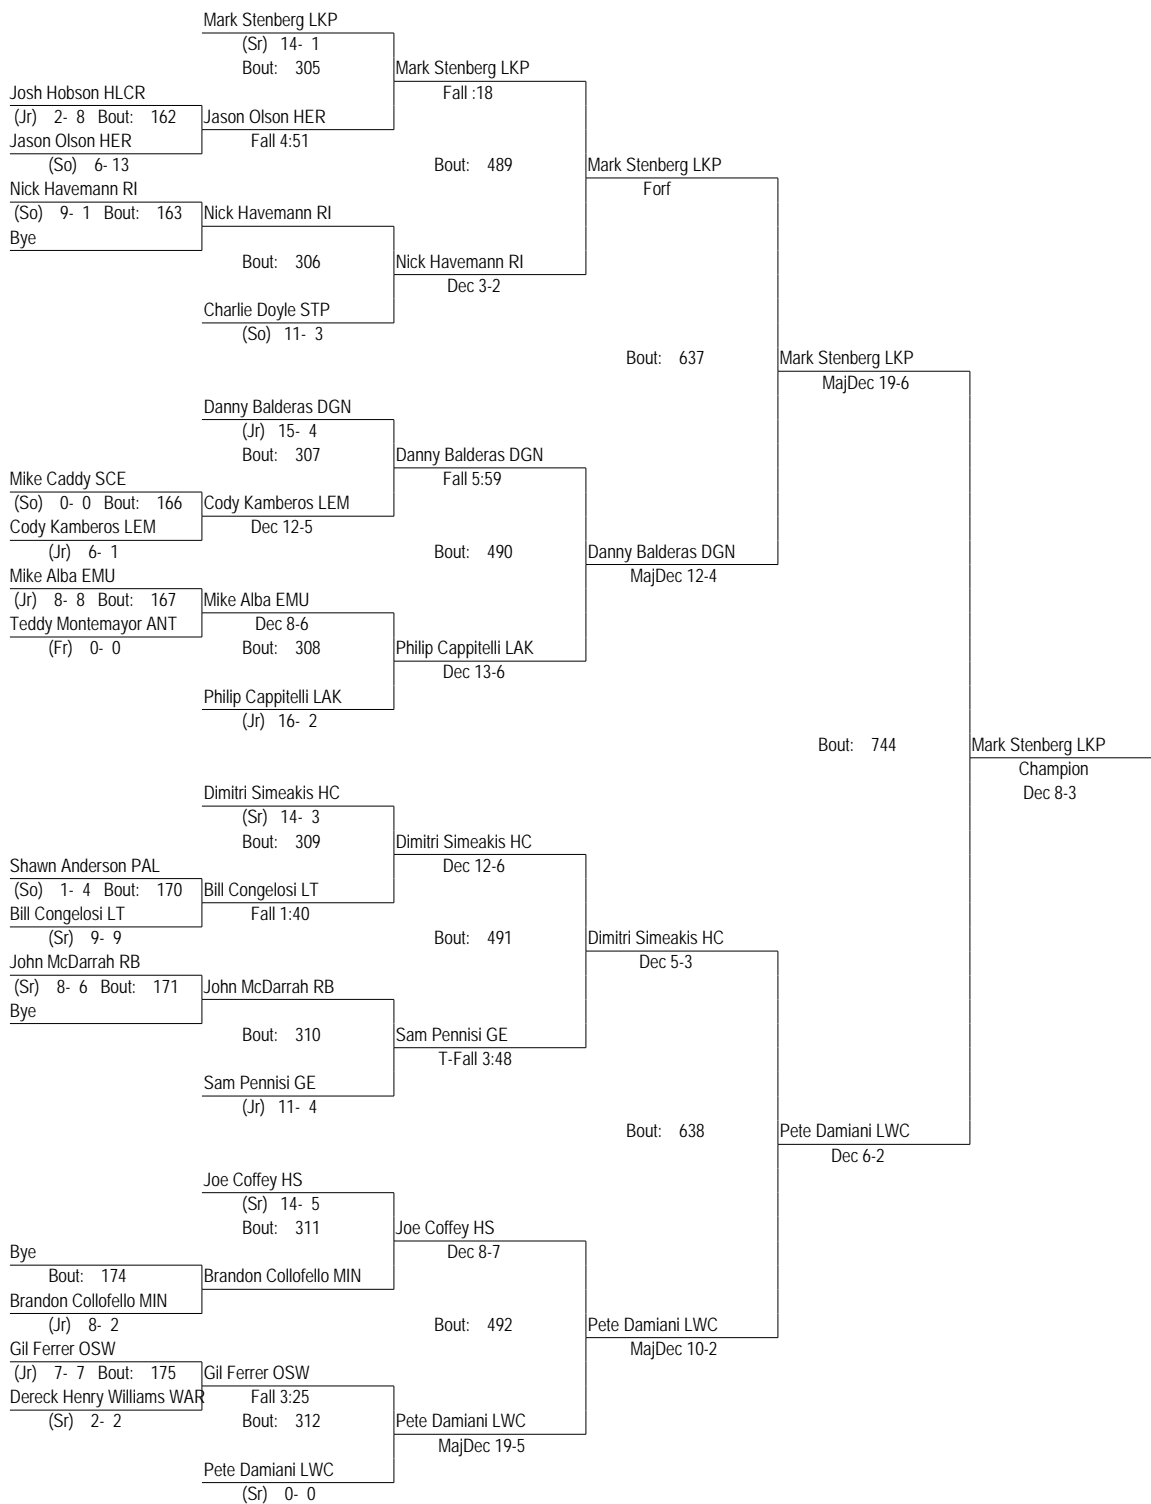 Mark Stenberg LKP
(Sr) 14- 1
Bout: 305
Mark Stenberg LKP
Fall :18
Josh Hobson HLCR
(Jr) 2- 8 Bout: 162
Jason Olson HER
Jason Olson HER
Fall 4:51
(So) 6- 13
Bout: 489
Mark Stenberg LKP
Forf
Nick Havemann RI
(So) 9- 1 Bout: 163
Nick Havemann RI
Bye
Bout: 306
Nick Havemann RI
Dec 3-2
Charlie Doyle STP
(So) 11- 3
Bout: 637
Mark Stenberg LKP
MajDec 19-6
Danny Balderas DGN
(Jr) 15- 4
Bout: 307
Danny Balderas DGN
Fall 5:59
Mike Caddy SCE
(So) 0- 0 Bout: 166
Cody Kamberos LEM
Cody Kamberos LEM
Dec 12-5
(Jr) 6- 1
Bout: 490
Danny Balderas DGN
MajDec 12-4
Mike Alba EMU
(Jr) 8- 8 Bout: 167
Mike Alba EMU
Teddy Montemayor ANT
Dec 8-6
(Fr) 0- 0
Bout: 308
Philip Cappitelli LAK
Dec 13-6
Philip Cappitelli LAK
(Jr) 16- 2
Bout: 744
Mark Stenberg LKP
Champion
Dec 8-3
Dimitri Simeakis HC
(Sr) 14- 3
Bout: 309
Dimitri Simeakis HC
Dec 12-6
Shawn Anderson PAL
(So) 1- 4 Bout: 170
Bill Congelosi LT
Bill Congelosi LT
Fall 1:40
(Sr) 9- 9
Bout: 491
Dimitri Simeakis HC
Dec 5-3
John McDarrah RB
(Sr) 8- 6 Bout: 171
John McDarrah RB
Bye
Bout: 310
Sam Pennisi GE
T-Fall 3:48
Sam Pennisi GE
(Jr) 11- 4
Bout: 638
Pete Damiani LWC
Dec 6-2
Joe Coffey HS
(Sr) 14- 5
Bout: 311
Joe Coffey HS
Dec 8-7
Bye
Bout: 174
Brandon Collofello MIN
Brandon Collofello MIN
(Jr) 8- 2
Bout: 492
Pete Damiani LWC
MajDec 10-2
Gil Ferrer OSW
(Jr) 7- 7 Bout: 175
Gil Ferrer OSW
Dereck Henry Williams WAR
Fall 3:25
(Sr) 2- 2
Bout: 312
Pete Damiani LWC
MajDec 19-5
Pete Damiani LWC
(Sr) 0- 0